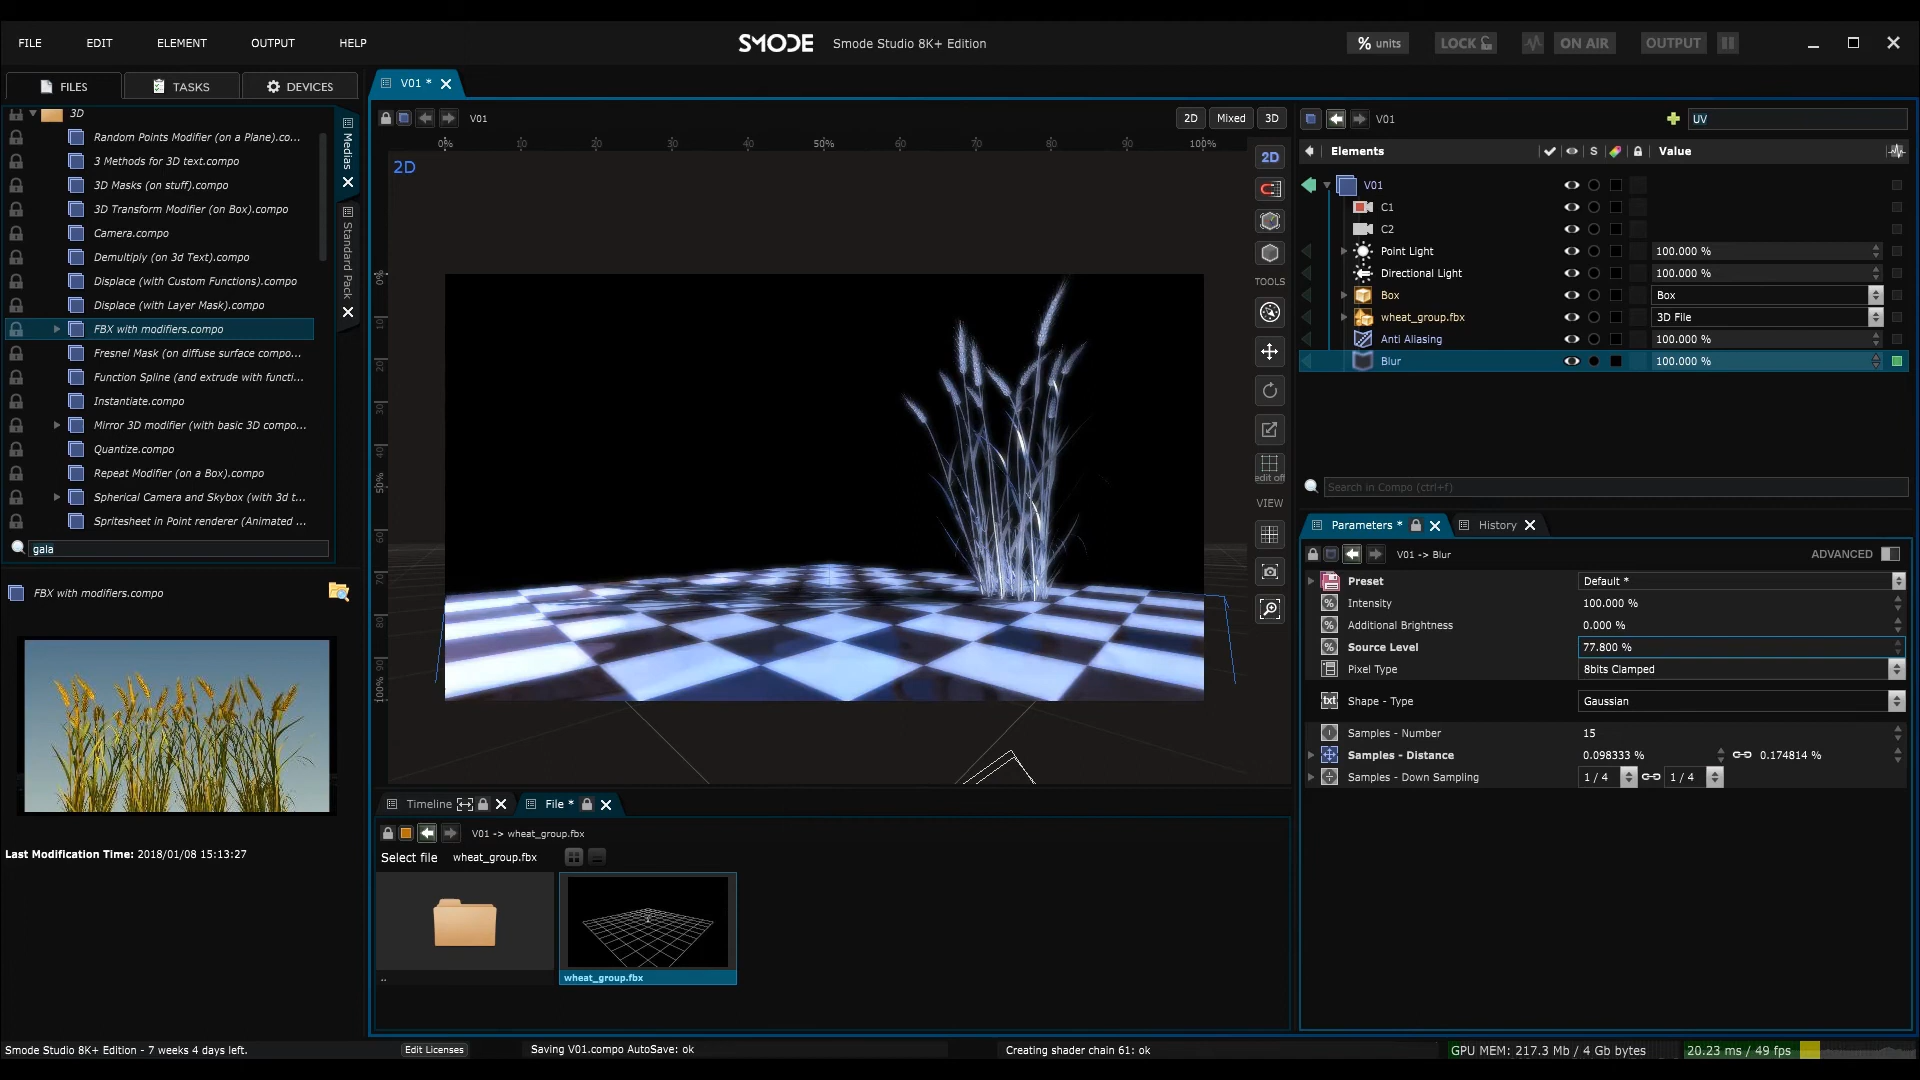 FILE EDIT ELEMENT OUTPUT HELP
SMODE Smode Studio 8K+ Edition
% units LOCK ON AIR OUTPUT
FILES TASKS DEVICES
3D
Random Points Modifier (on a Plane).co...
3 Methods for 3D text.compo
3D Masks (on stuff).compo
3D Transform Modifier (on Box).compo
Camera.compo
Demultiply (on 3d Text).compo
Displace (with Custom Functions).compo
Displace (with Layer Mask).compo
FBX with modifiers.compo
Fresnel Mask (on diffuse surface compo...
Function Spline (and extrude with functi...
Instantiate.compo
Mirror 3D modifier (with basic 3D compo...
Quantize.compo
Repeat Modifier (on a Box).compo
Spherical Camera and Skybox (with 3d t...
Spritesheet in Point renderer (Animated ...
gala
Medias
Standard Pack
FBX with modifiers.compo
Last Modification Time: 2018/01/08 15:13:27
V01 *
V01
2D Mixed 3D
0% 10 20 30 40 50% 60 70 80 90 100%
2D
0%
10
20
30
40
50%
60
70
80
90
100%
2D
TOOLS
edit off
VIEW
Timeline File *
V01 -> wheat_group.fbx
Select file wheat_group.fbx
..
wheat_group.fbx
V01 UV
Elements S Value
V01
C1
C2
Point Light 100.000 %
Directional Light 100.000 %
Box Box
wheat_group.fbx 3D File
Anti Aliasing 100.000 %
Blur 100.000 %
Search in Compo (ctrl+f)
Parameters * History
V01 -> Blur ADVANCED
Preset Default *
% Intensity 100.000 %
% Additional Brightness 0.000 %
% Source Level 77.800 %
Pixel Type 8bits Clamped
txt Shape - Type Gaussian
Samples - Number 15
Samples - Distance 0.098333 % 0.174814 %
Samples - Down Sampling 1 / 4 1 / 4
Smode Studio 8K+ Edition - 7 weeks 4 days left. Edit Licenses Saving V01.compo AutoSave: ok Creating shader chain 61: ok GPU MEM: 217.3 Mb / 4 Gb bytes 20.23 ms / 49 fps